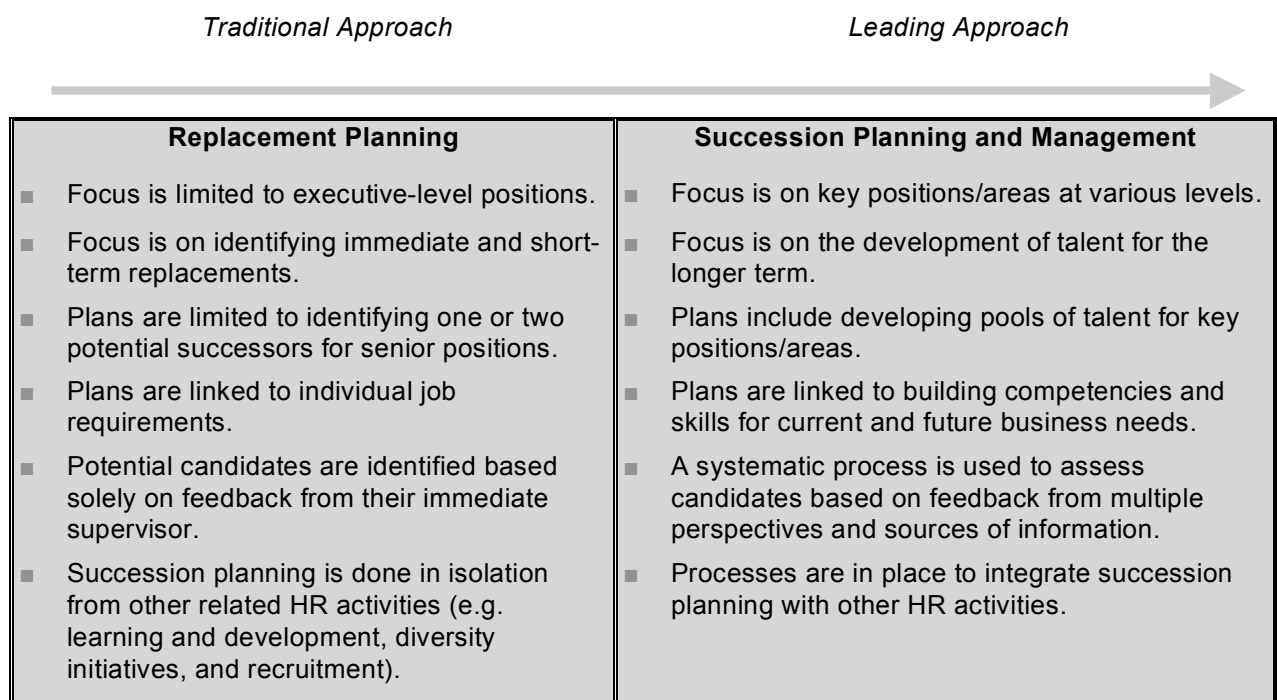 Traditional Approach
Leading Approach
Replacement Planning
■ Focus is limited to executive-level positions.
■ Focus is on identifying immediate and short-
term replacements.
■ Plans are limited to identifying one or two
potential successors for senior positions.
■ Plans are linked to individual job
requirements.
■ Potential candidates are identified based
solely on feedback from their immediate
supervisor.
■ Succession planning is done in isolation
from other related HR activities (e.g.
learning and development, diversity
initiatives, and recruitment).
Succession Planning and Management
■ Focus is on key positions/areas at various levels.
■ Focus is on the development of talent for the
longer term.
■ Plans include developing pools of talent for key
positions/areas.
■ Plans are linked to building competencies and
skills for current and future business needs.
■ A systematic process is used to assess
candidates based on feedback from multiple
perspectives and sources of information.
■ Processes are in place to integrate succession
planning with other HR activities.